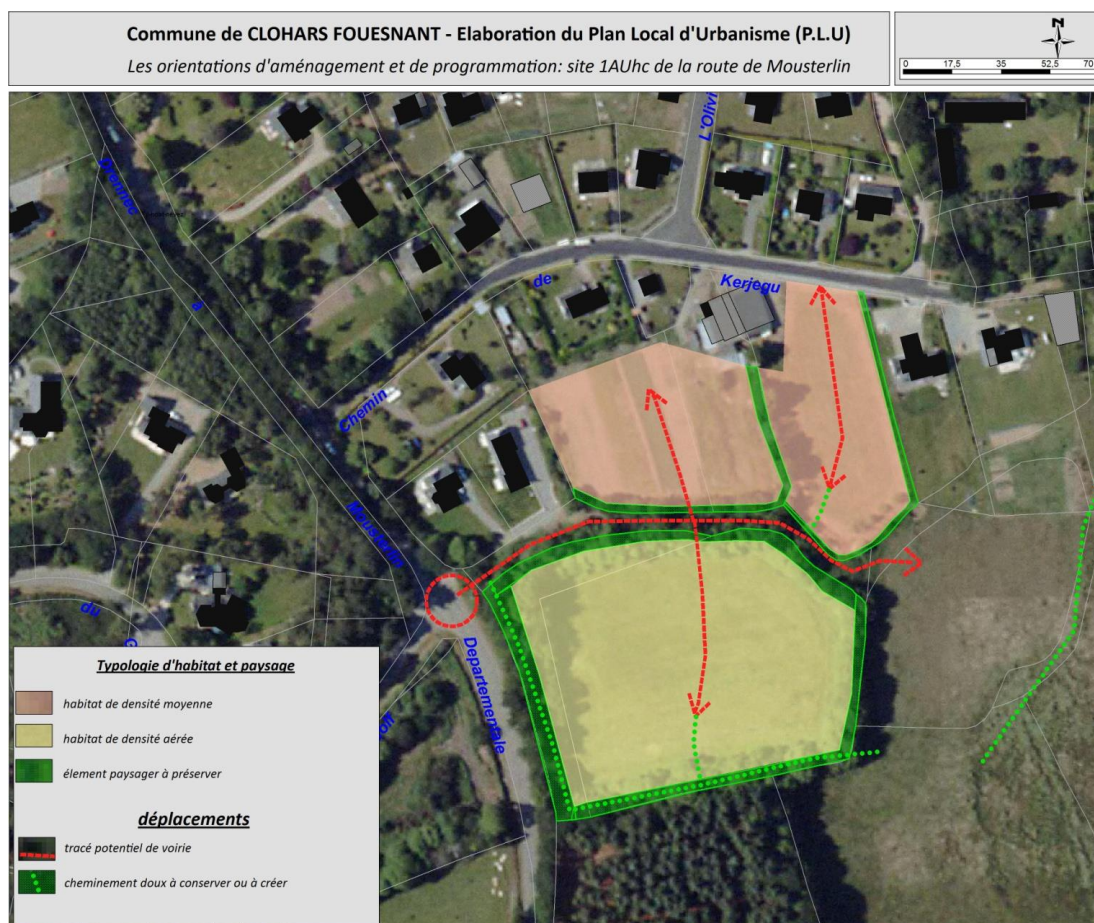 Commune de CLOHARS FOUESNANT - Elaboration du Plan Local d'Urbanisme (P.L.U)
Les orientations d'aménagement et de programmation: site 1AUhc de la route de Mousterlin
N
0 17,5 35 52,5 70
L'Olivi
Drennec
à
de
Kerjegu
Chemin
Mousterlin
du
Departementale
Typologie d'habitat et paysage
habitat de densité moyenne
habitat de densité aérée
élement paysager à préserver
déplacements
tracé potentiel de voirie
cheminement doux à conserver ou à créer